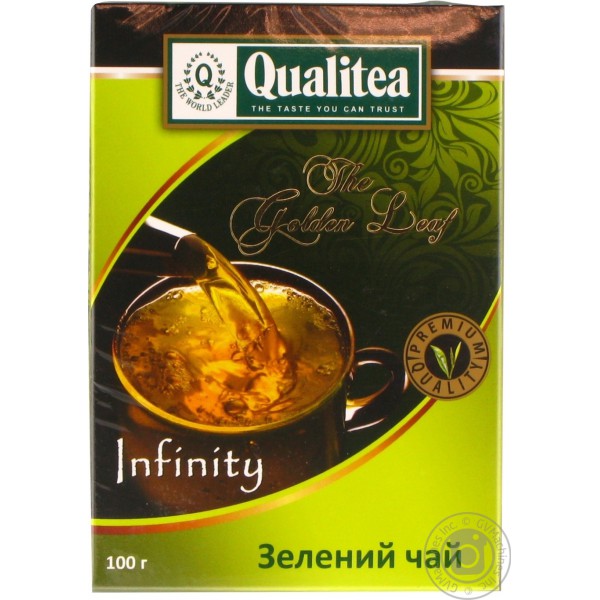 Q
THE WORLD LEADER
Qualitea
THE TASTE YOU CAN TRUST
The
Golden Leaf
PREMIUM
QUALITY
Infinity
100 г
Зелений чай